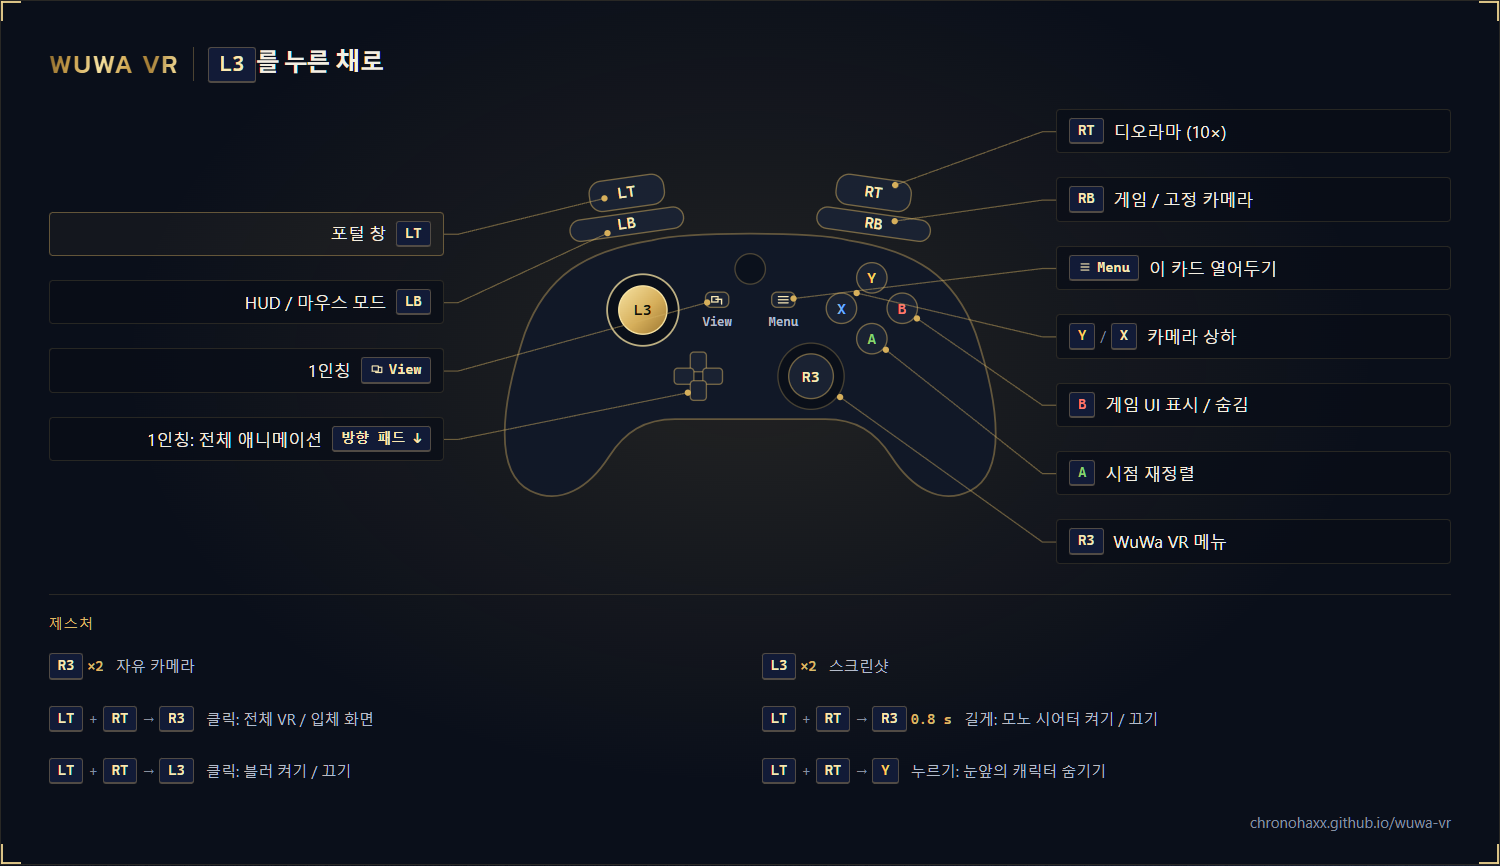 WUWA VR L3를 누른 채로
RT 디오라마 (10×)
LT
RT
RB 게임 / 고정 카메라
LB
RB
포털 창 LT
Menu 이 카드 열어두기
Y
HUD / 마우스 모드 LB
L3
X
B
View
Menu
Y / X 카메라 상하
A
1인칭 View
R3
B 게임 UI 표시 / 숨김
1인칭: 전체 애니메이션 방향 패드 ↓
A 시점 재정렬
R3 WuWa VR 메뉴
제스처
R3 ×2 자유 카메라
L3 ×2 스크린샷
LT + RT → R3 클릭: 전체 VR / 입체 화면
LT + RT → R3 0.8 s 길게: 모노 시어터 켜기 / 끄기
LT + RT → L3 클릭: 블러 켜기 / 끄기
LT + RT → Y 누르기: 눈앞의 캐릭터 숨기기
chronohaxx.github.io/wuwa-vr